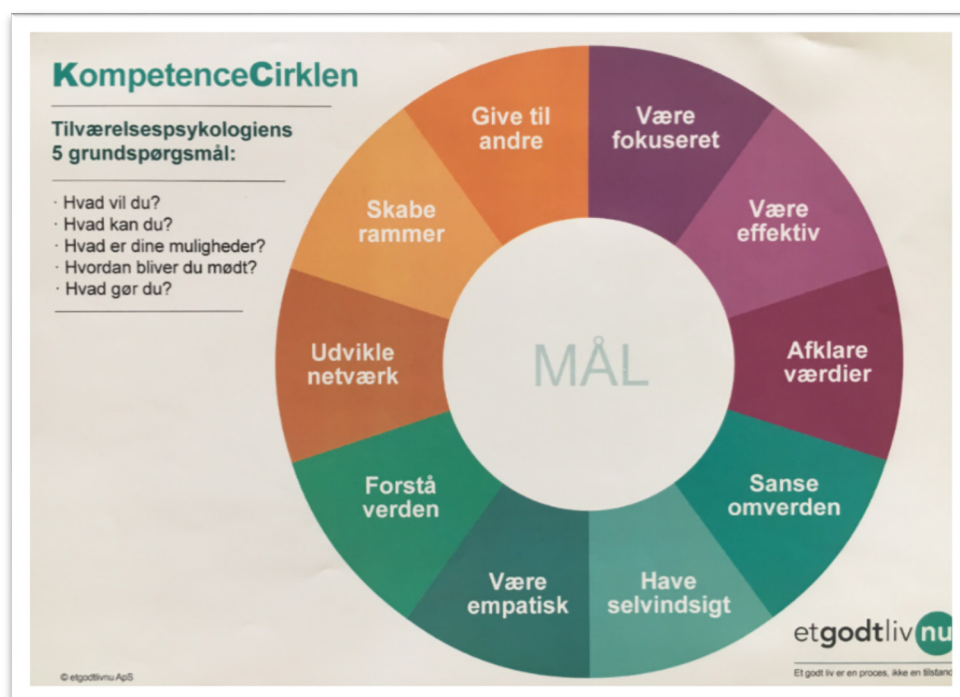 KompetenceCirklen
Tilværelsespsykologiens
5 grundspørgsmål:
· Hvad vil du?
· Hvad kan du?
· Hvad er dine muligheder?
· Hvordan bliver du mødt?
· Hvad gør du?
Give til
andre
Være
fokuseret
Være
effektiv
Afklare
værdier
Sanse
omverden
Have
selvindsigt
Være
empatisk
Forstå
verden
Udvikle
netværk
Skabe
rammer
MÅL
etgodtlivnu
Et godt liv er en proces, ikke en tilstand
© etgodtlivnu ApS